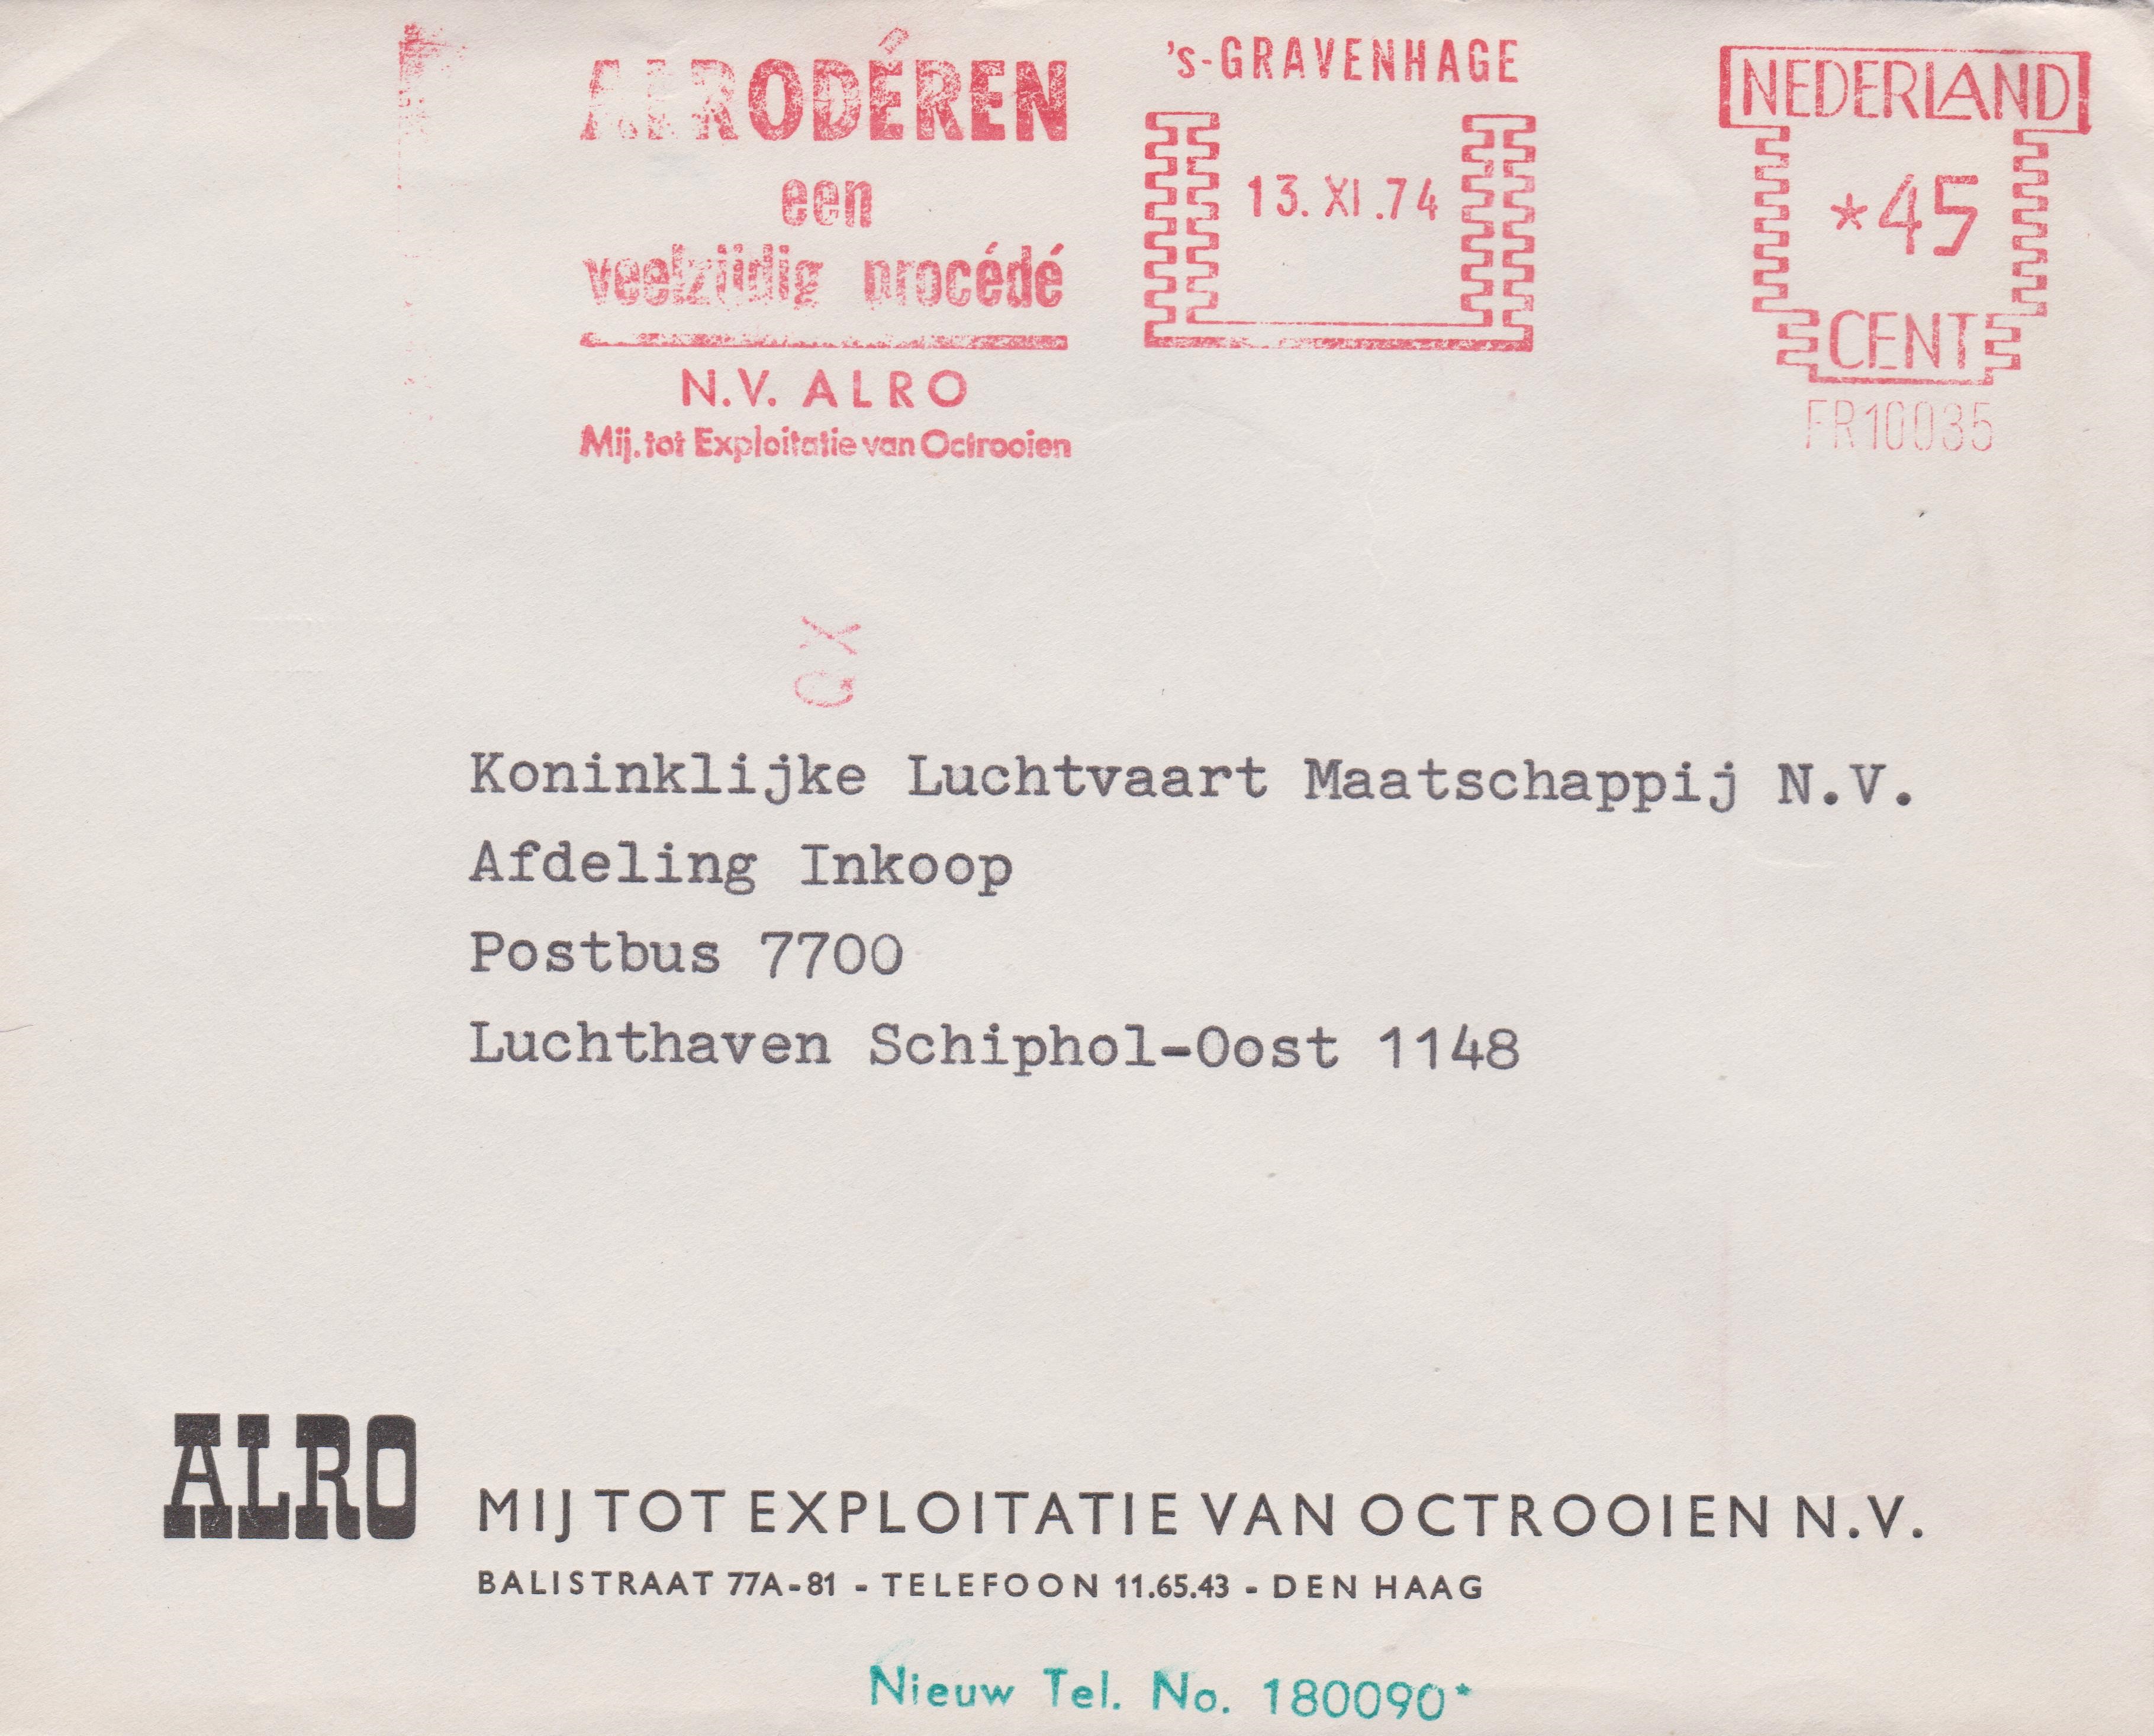 ALRODÉREN
een
veelzijdig procédé
N.V. ALRO
Mij. tot Exploitatie van Octrooien
's-GRAVENHAGE
13. XI .74
NEDERLAND
*45
CENT
FR10035
QX
Koninklijke Luchtvaart Maatschappij N.V.
Afdeling Inkoop
Postbus 7700
Luchthaven Schiphol-Oost 1148
ALRO
MIJ TOT EXPLOITATIE VAN OCTROOIEN N.V.
BALISTRAAT 77A-81 - TELEFOON 11.65.43 - DEN HAAG
Nieuw Tel. No. 180090*